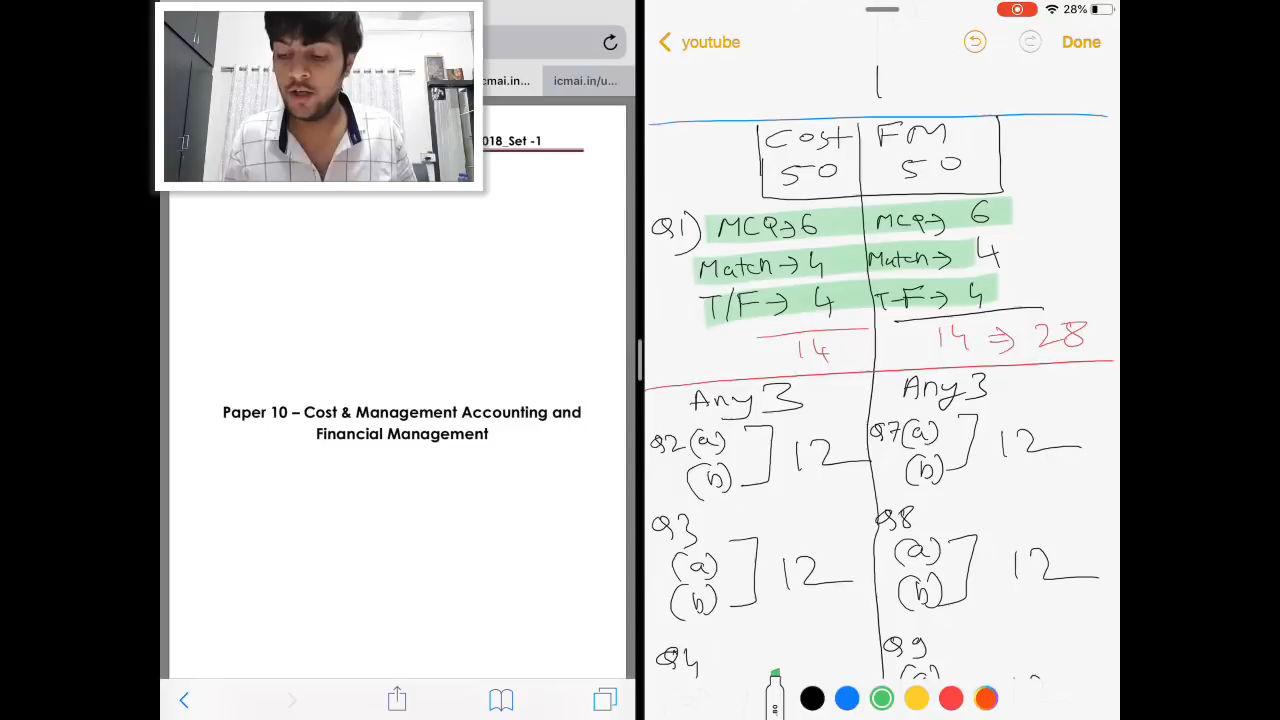 28%
youtube
Done
cmai.in...
icmai.in/u...
018_Set -1
Paper 10 – Cost & Management Accounting and
Financial Management
Cost FM
50 50
Q1) MCQ→6 MCQ→ 6
Match→4 Match→ 4
T/F→ 4 T-F→ 4
14 14 ⇒ 28
Any 3 Any 3
Q2(a) 12 Q7(a) 12
(b) (b)
Q3 Q8
(a) 12 (a) 12
(b) (b)
Q4 Q9